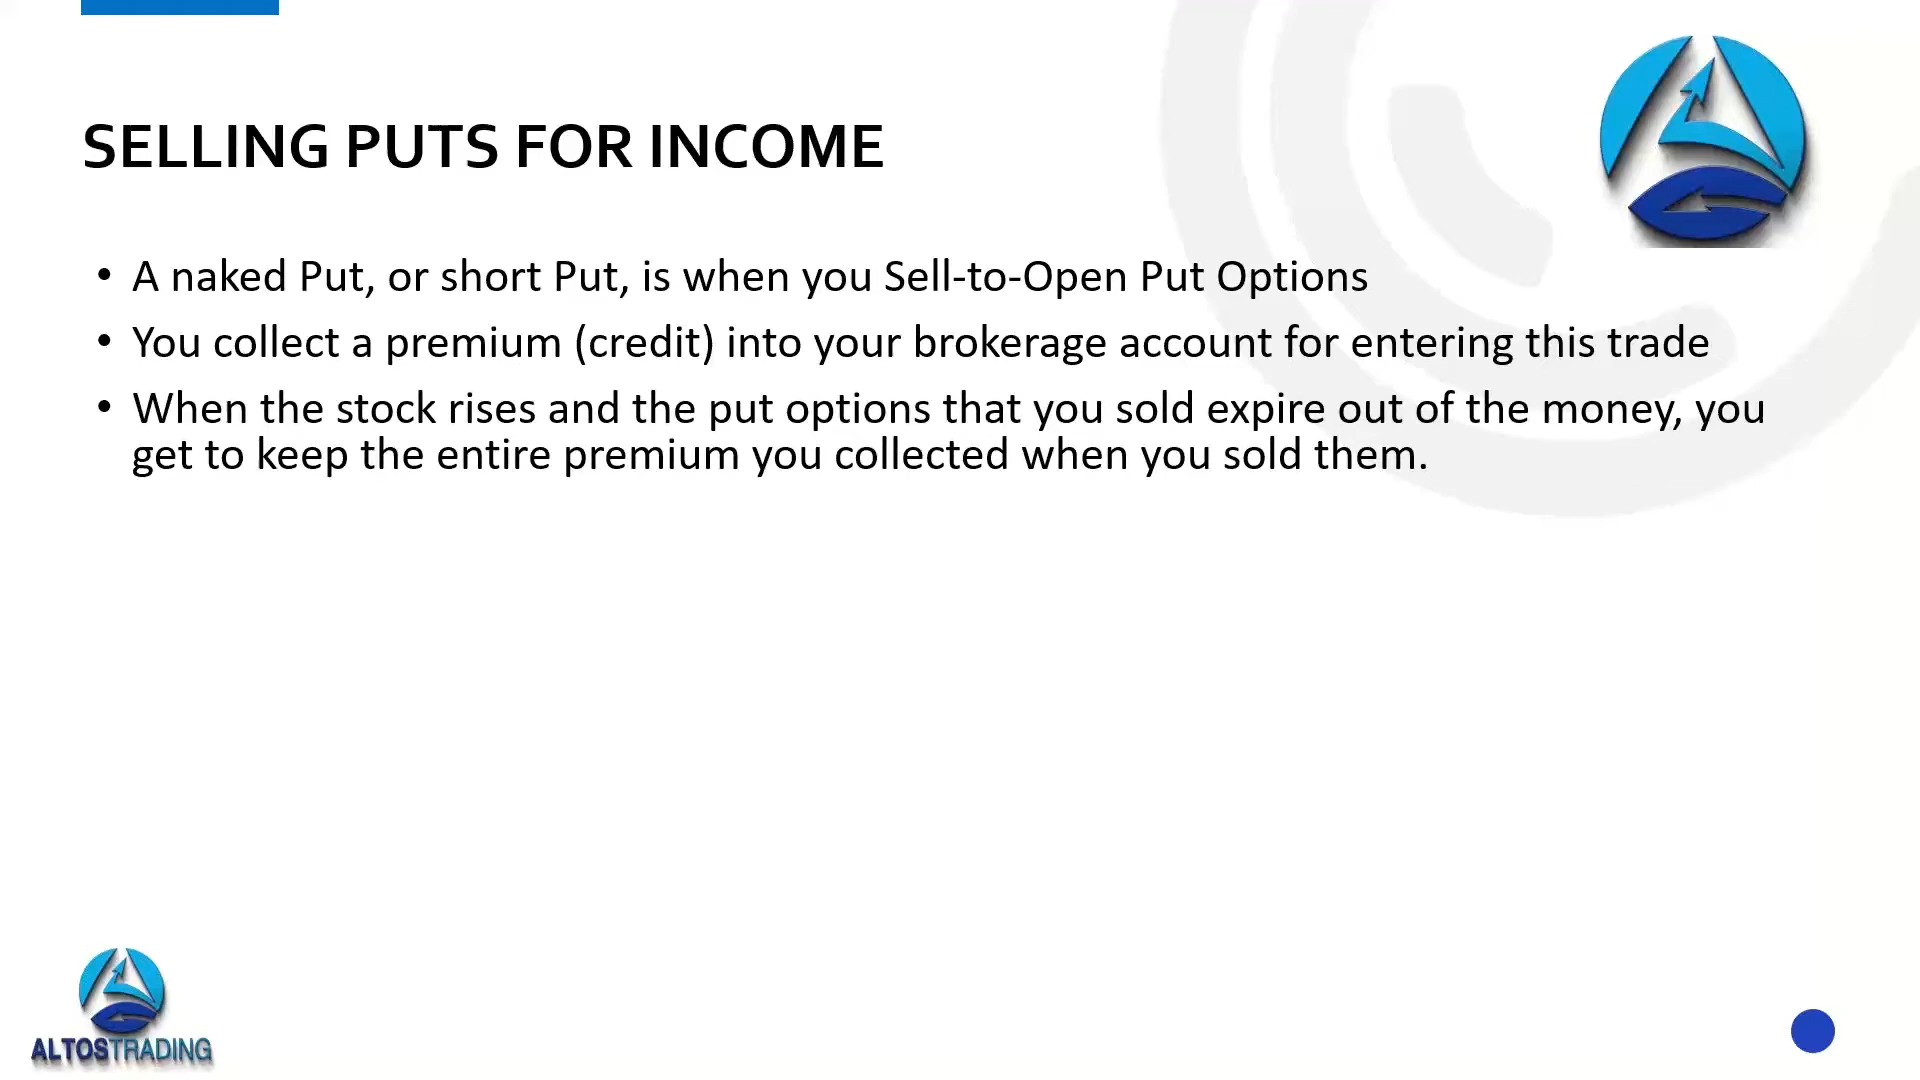 SELLING PUTS FOR INCOME
• A naked Put, or short Put, is when you Sell-to-Open Put Options
• You collect a premium (credit) into your brokerage account for entering this trade
• When the stock rises and the put options that you sold expire out of the money, you
get to keep the entire premium you collected when you sold them.
ALTOSTRADING